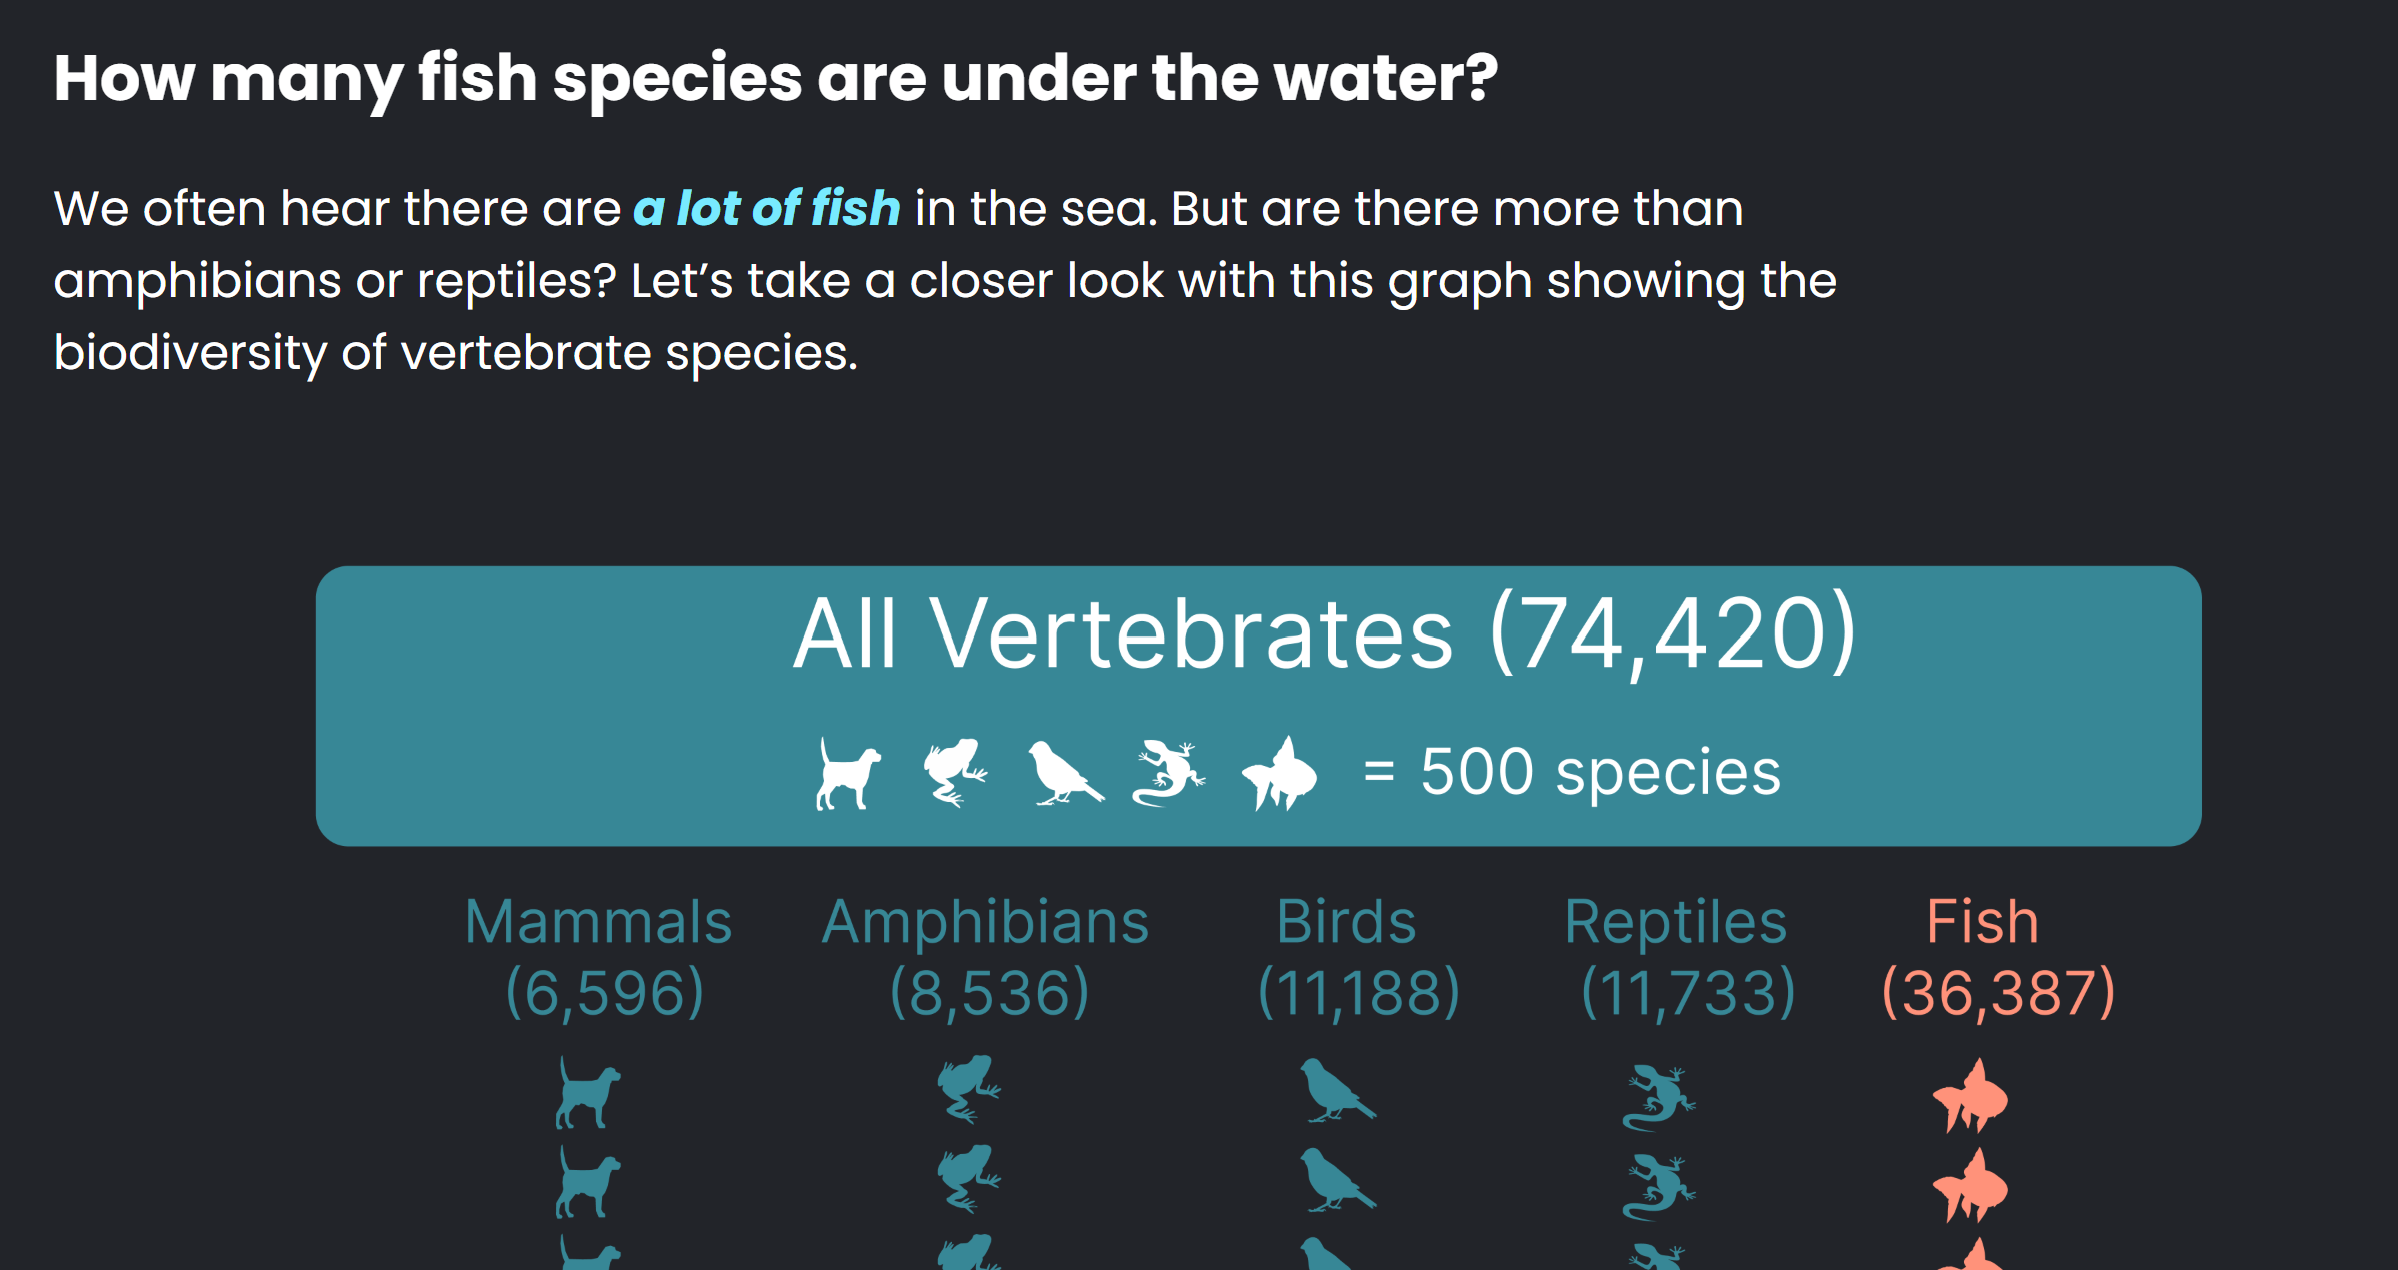 How many fish species are under the water?
We often hear there are a lot of fish in the sea. But are there more than
amphibians or reptiles? Let’s take a closer look with this graph showing the
biodiversity of vertebrate species.
All Vertebrates (74,420)
= 500 species
Mammals Amphibians Birds Reptiles Fish
(6,596) (8,536) (11,188) (11,733) (36,387)